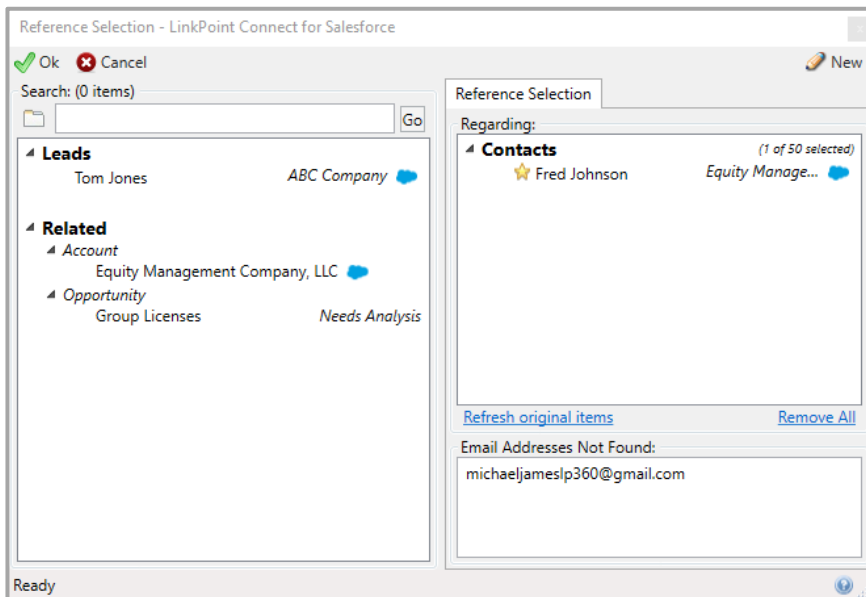 Reference Selection - LinkPoint Connect for Salesforce
Ok Cancel New
Search: (0 items)
Go
Leads
Tom Jones ABC Company
Related
Account
Equity Management Company, LLC
Opportunity
Group Licenses Needs Analysis
Reference Selection
Regarding:
Contacts (1 of 50 selected)
Fred Johnson Equity Manage...
Refresh original items Remove All
Email Addresses Not Found:
michaeljameslp360@gmail.com
Ready